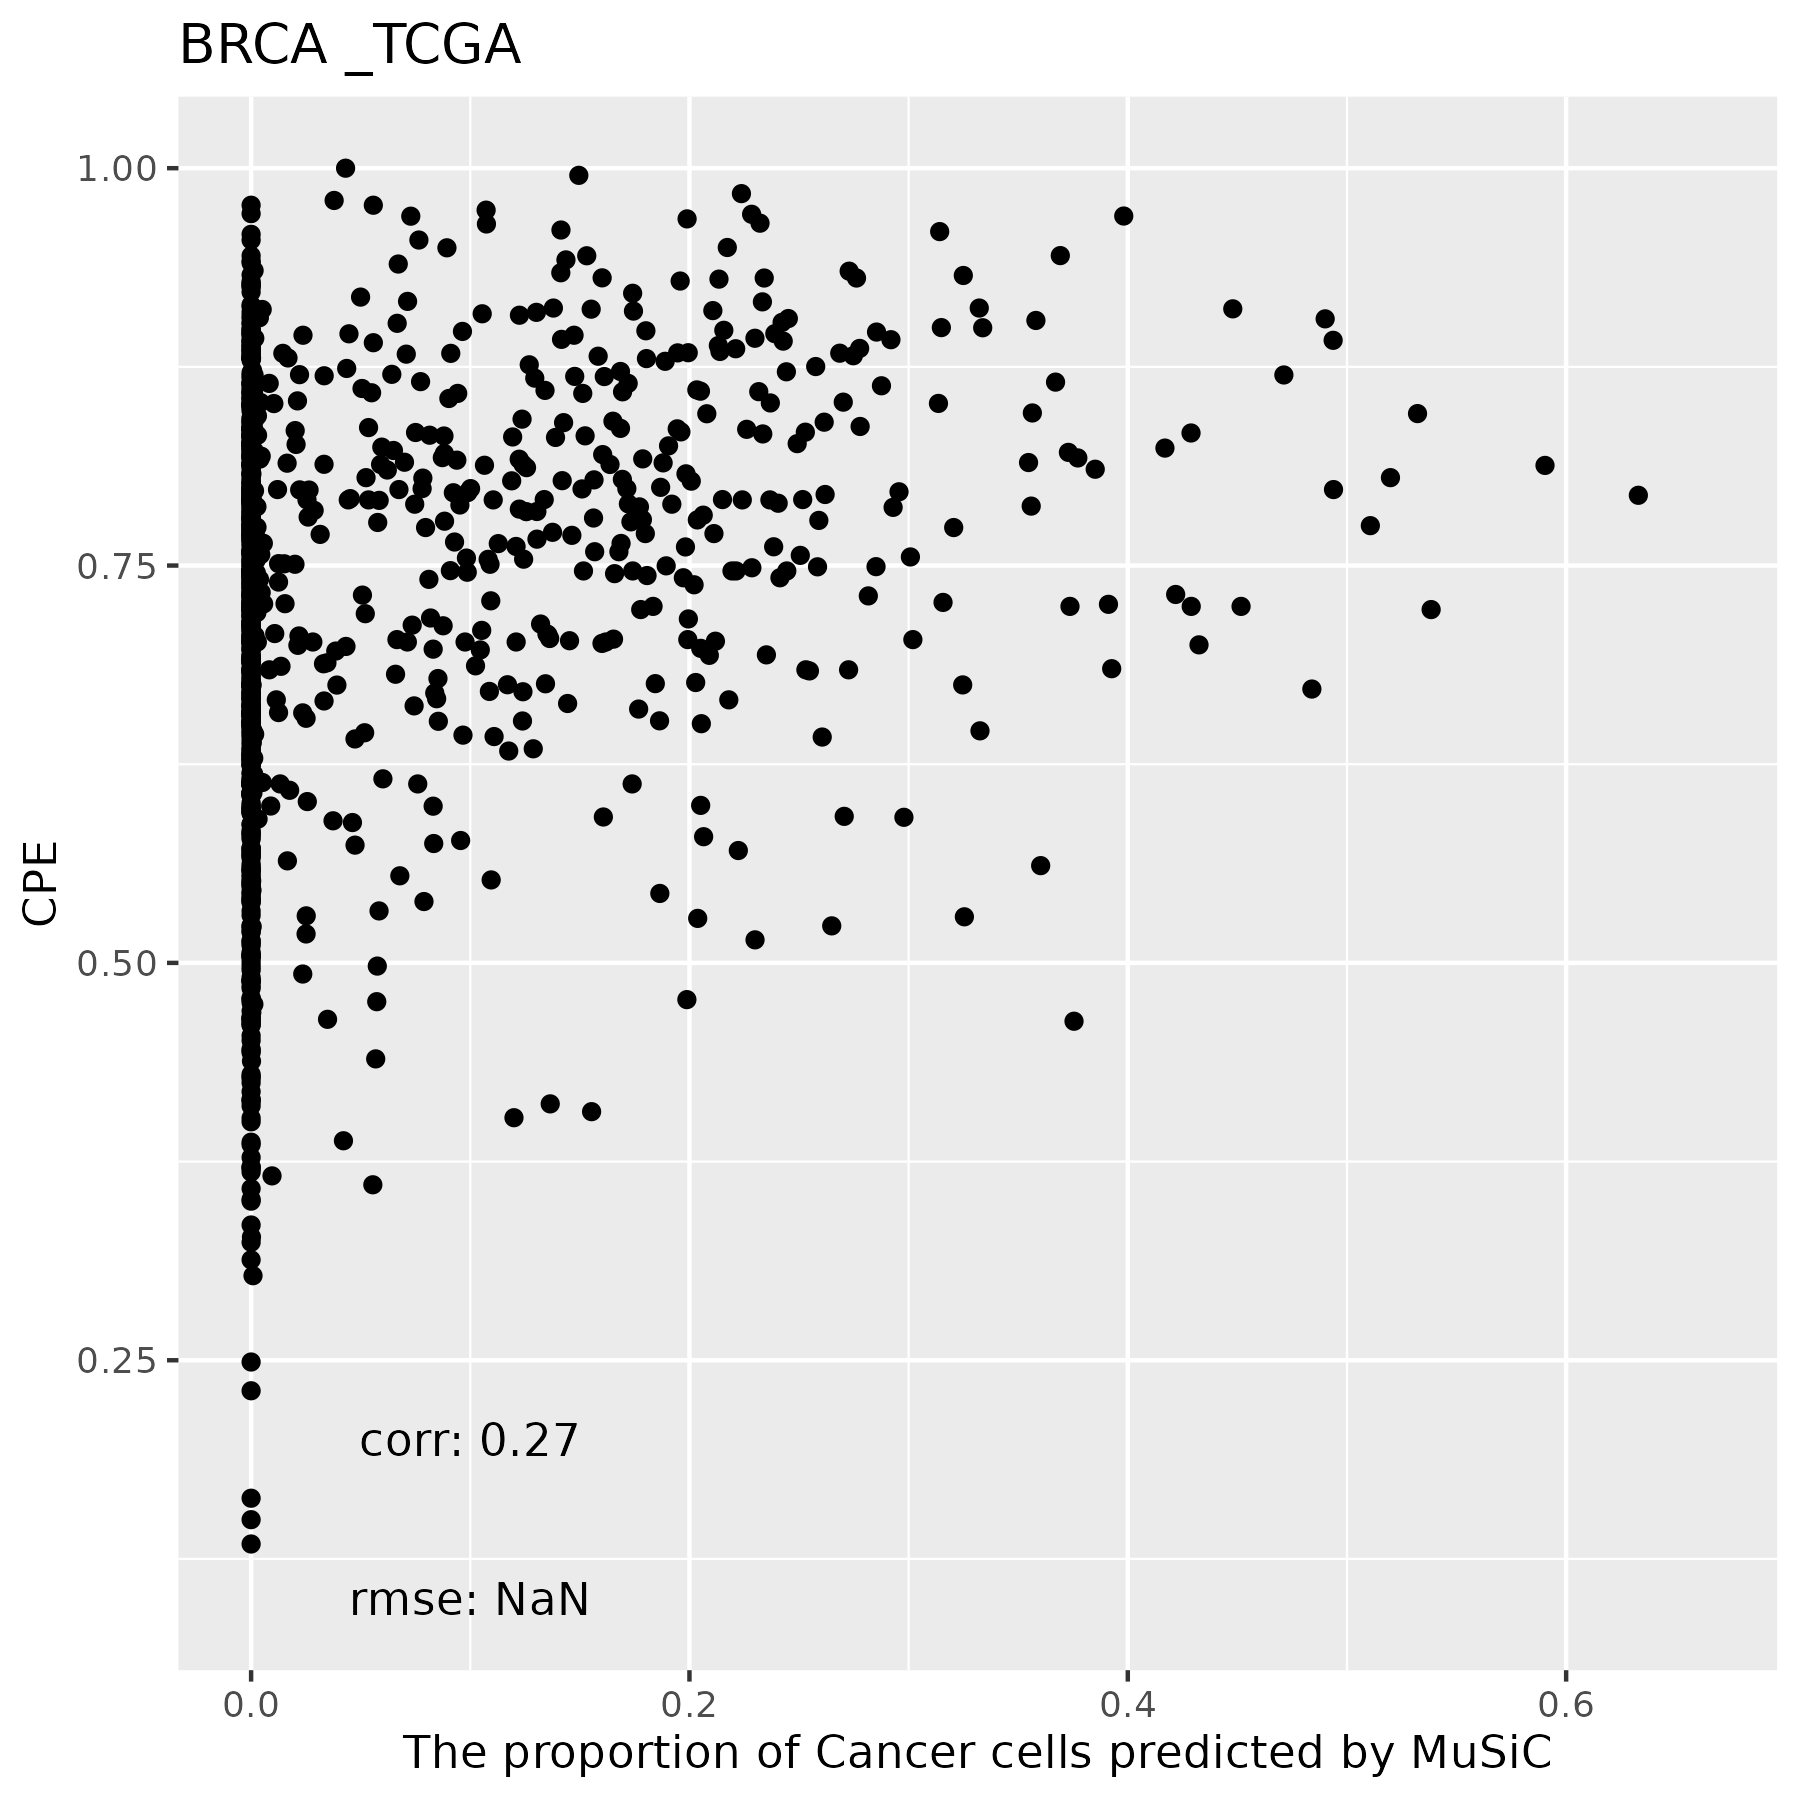 BRCA _TCGA
1.00
0.75
0.50
0.25
CPE
corr: 0.27
rmse: NaN
0.0 0.2 0.4 0.6
The proportion of Cancer cells predicted by MuSiC